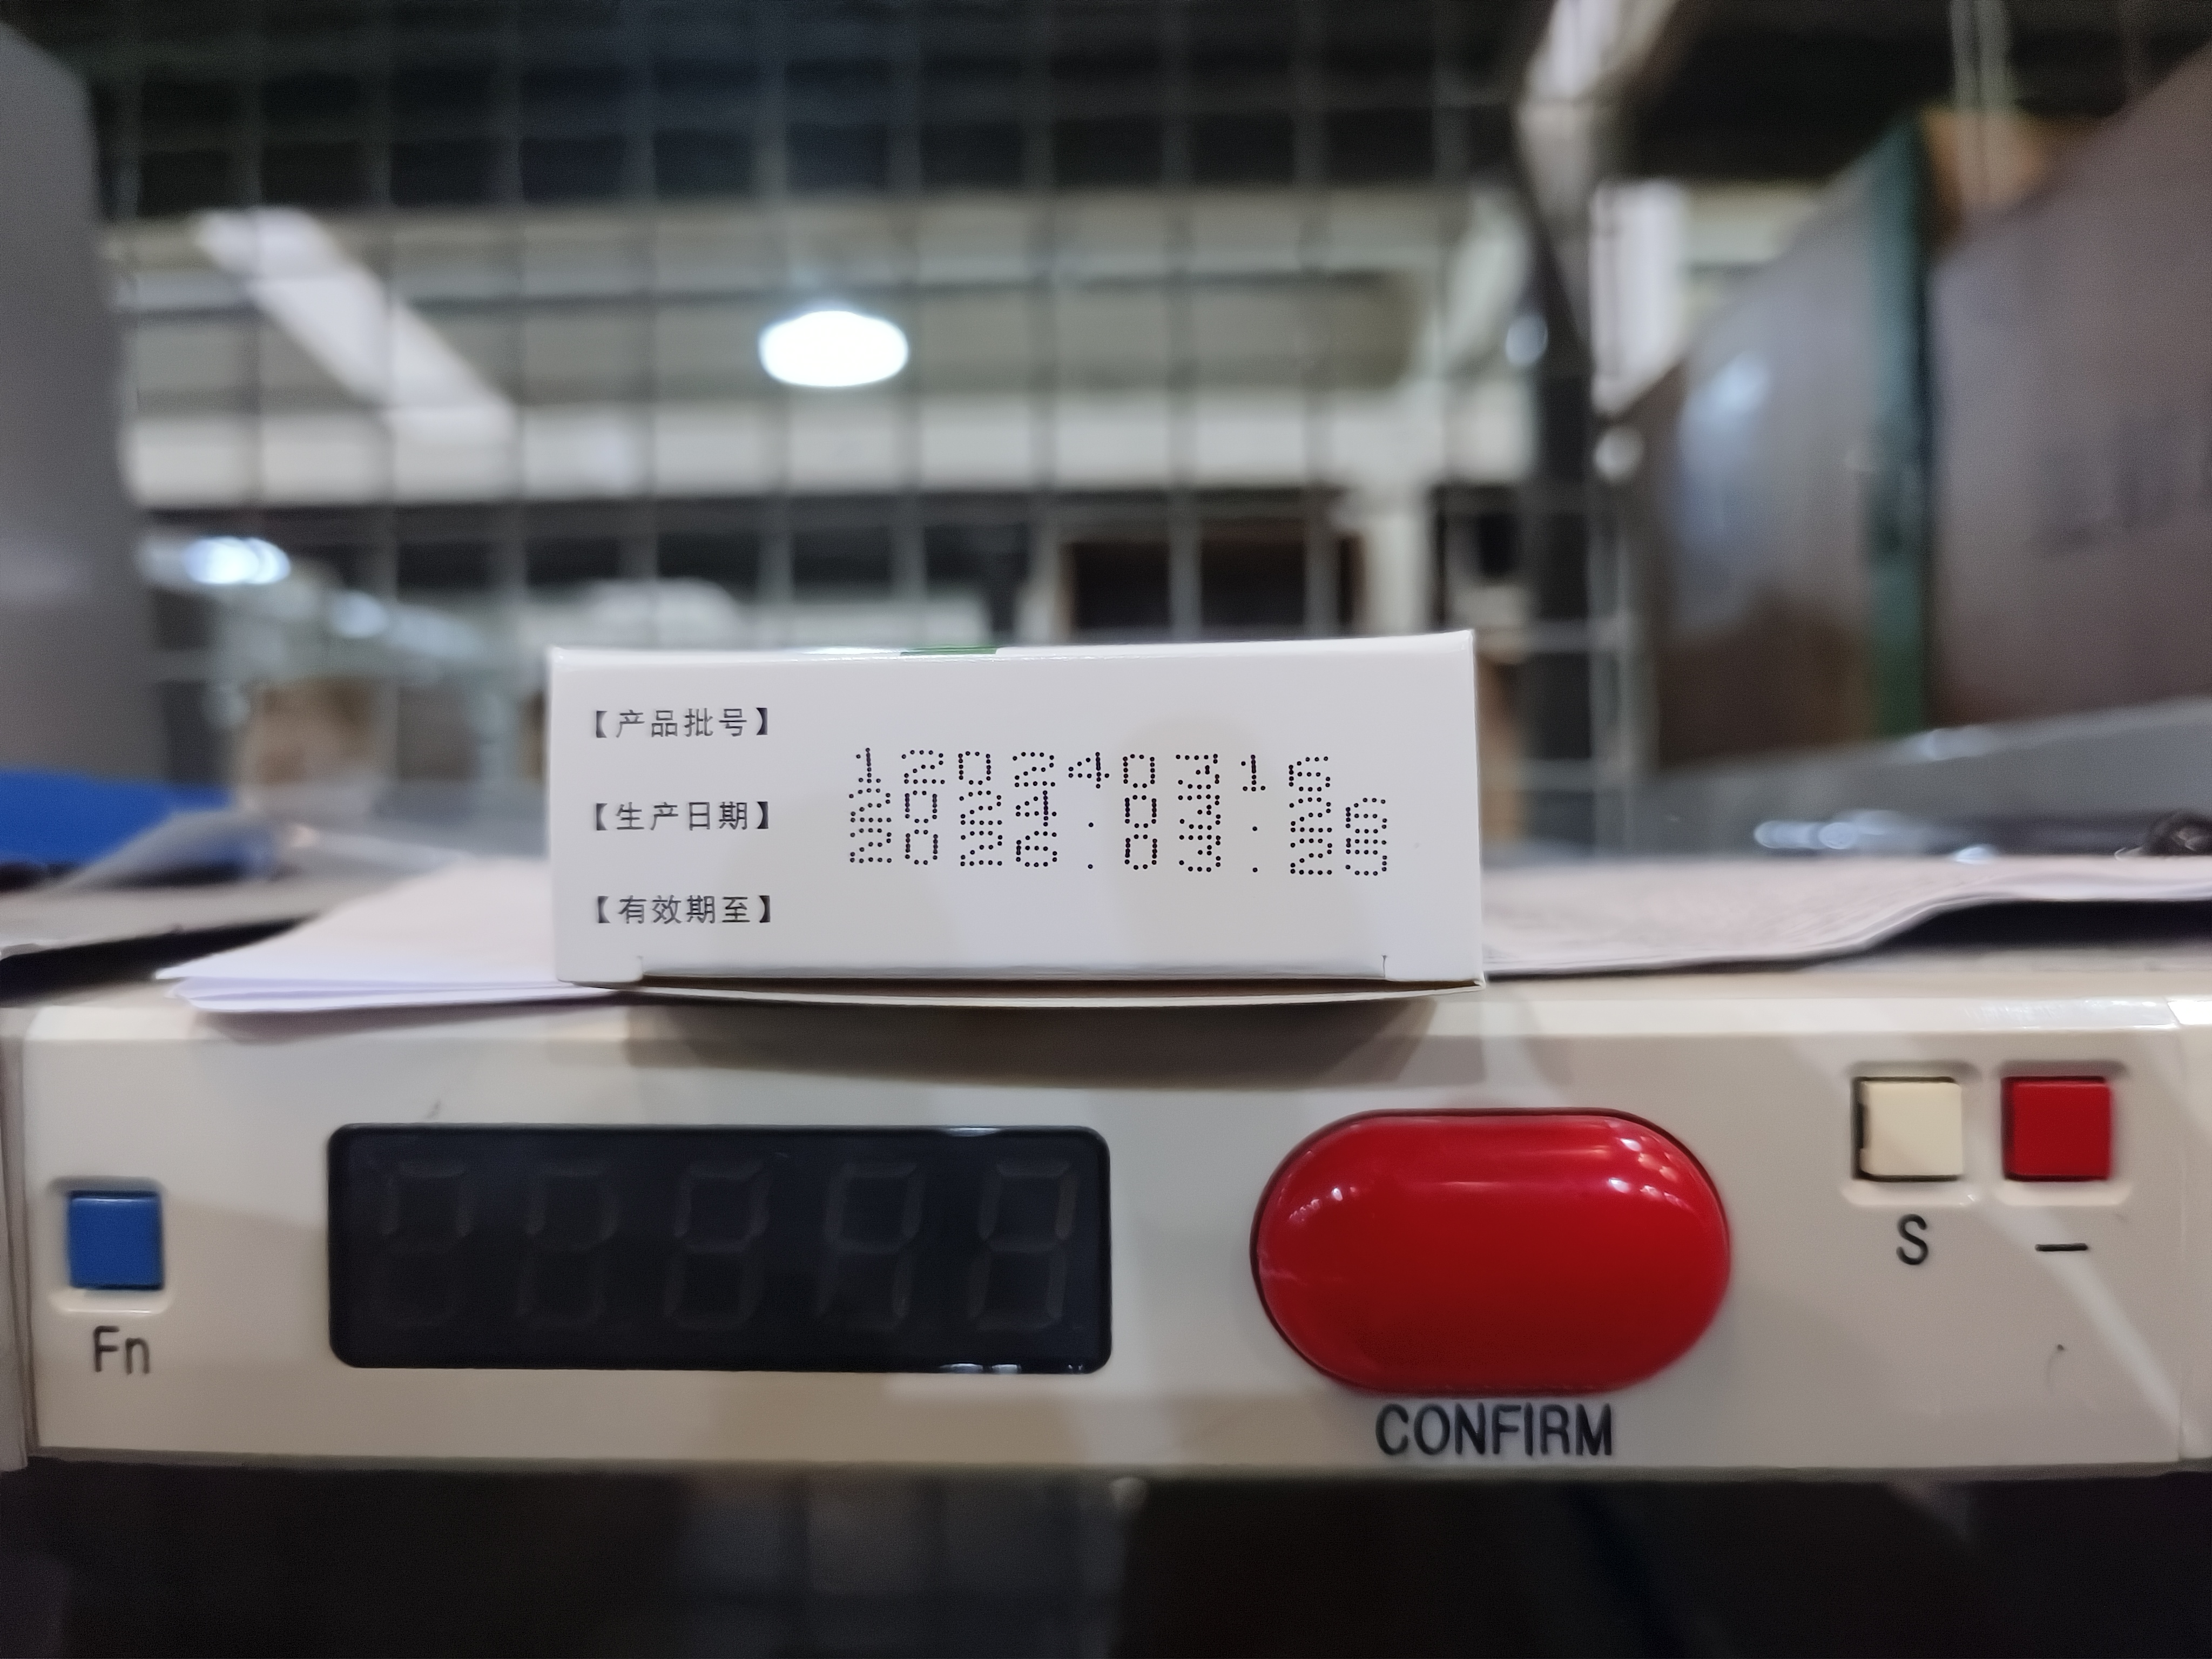 【产品批号】
【生产日期】
2024.03.26
2026.03.25
【有效期至】
Fn
CONFIRM
S
—